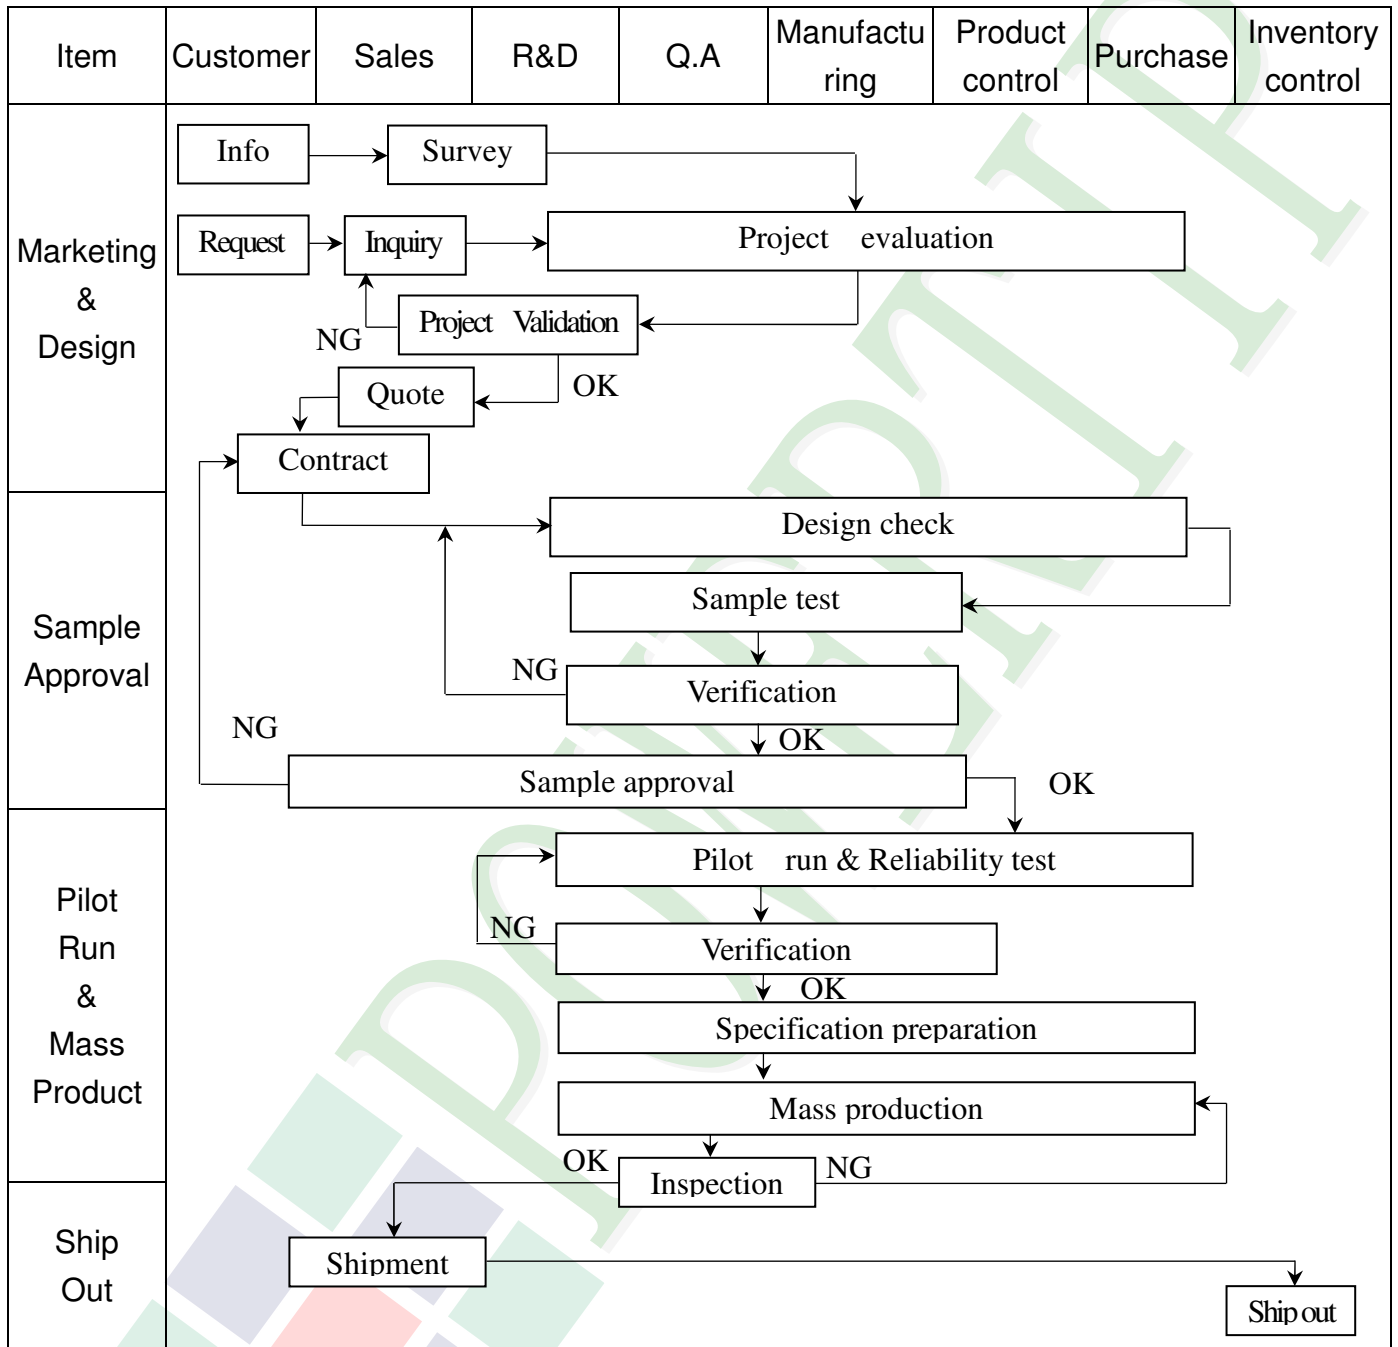 Item Customer Sales R&D Q.A Manufactu
ring Product
control Purchase Inventory
control
Marketing
&
Design
Info
Survey
Request
Inquiry
Project evaluation
NG
Project Validation
OK
Quote
Contract
Sample
Approval
Design check
Sample test
NG
Verification
OK
NG
Sample approval
OK
Pilot
Run
&
Mass
Product
Pilot run & Reliability test
NG
Verification
OK
Specification preparation
Mass production
OK
Inspection
NG
Ship
Out
Shipment
Ship out
POWERTIP